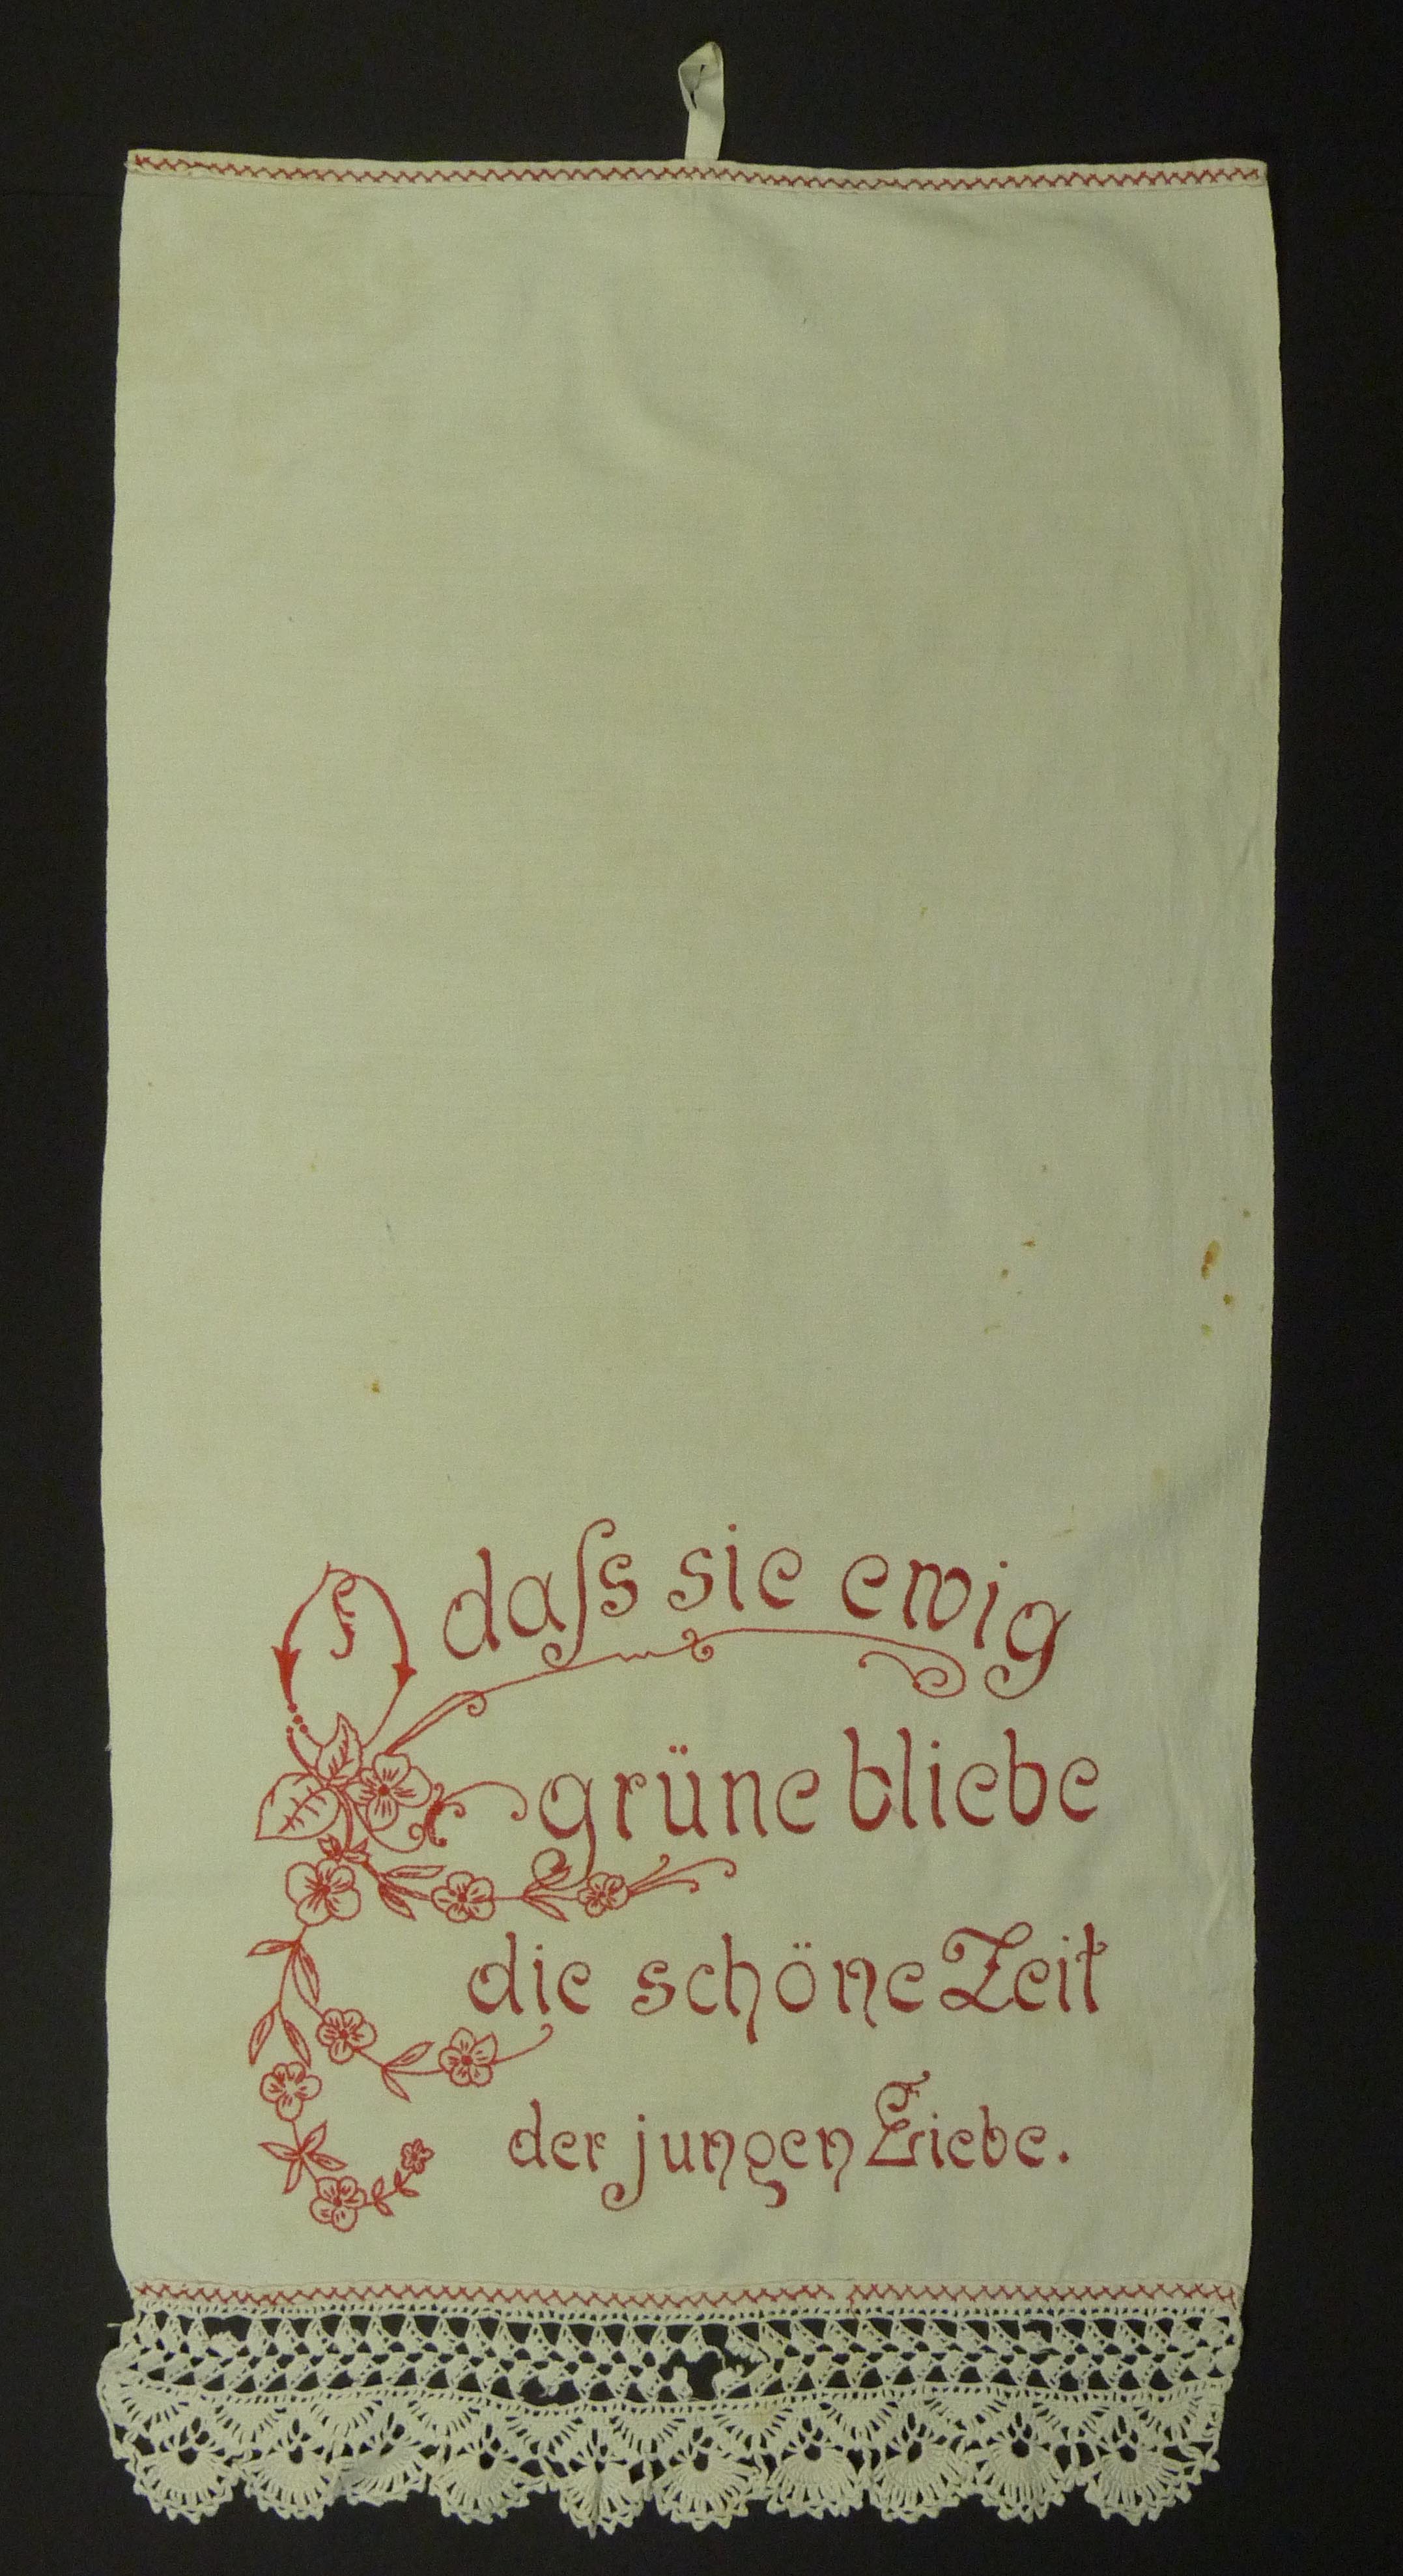 O daſs sie ewig
grüne bliebe
die schöne Zeit
der jungen Liebe.